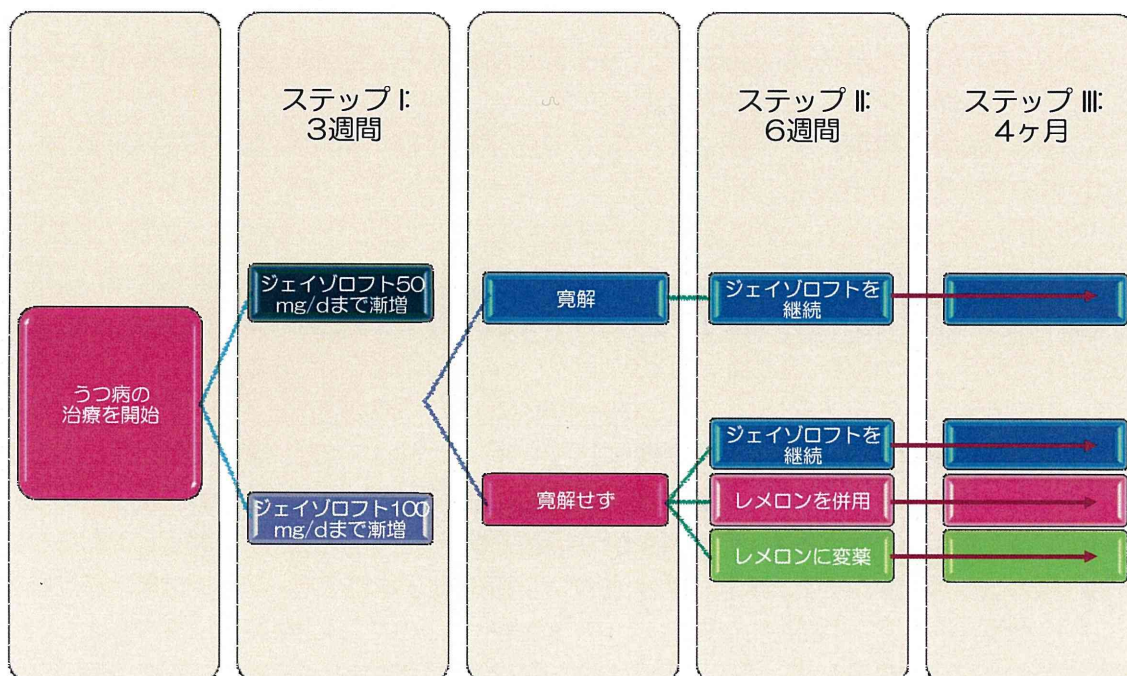 ステップ I:
3週間
ステップ II:
6週間
ステップ III:
4ヶ月
うつ病の
治療を開始
ジェイゾロフト50
mg/dまで漸増
ジェイゾロフト100
mg/dまで漸増
寛解
寛解せず
ジェイゾロフトを
継続
ジェイゾロフトを
継続
レメロンを併用
レメロンに変薬